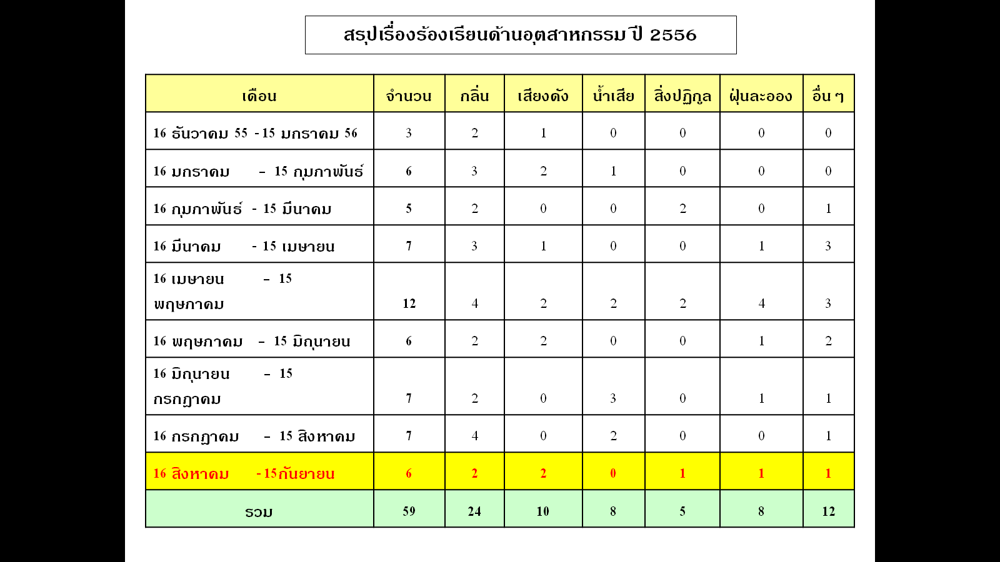 สรุปเรื่องร้องเรียนด้านอุตสาหกรรม ปี 2556
เดือน จำนวน กลิ่น เสียงดัง น้ำเสีย สิ่งปฏิกูล ฝุ่นละออง อื่น ๆ
16 ธันวาคม 55 -15 มกราคม 56 3 2 1 0 0 0 0
16 มกราคม – 15 กุมภาพันธ์ 6 3 2 1 0 0 0
16 กุมภาพันธ์ - 15 มีนาคม 5 2 0 0 2 0 1
16 มีนาคม - 15 เมษายน 7 3 1 0 0 1 3
16 เมษายน – 15
พฤษภาคม 12 4 2 2 2 4 3
16 พฤษภาคม – 15 มิถุนายน 6 2 2 0 0 1 2
16 มิถุนายน – 15
กรกฎาคม 7 2 0 3 0 1 1
16 กรกฎาคม – 15 สิงหาคม 7 4 0 2 0 0 1
16 สิงหาคม -15กันยายน 6 2 2 0 1 1 1
รวม 59 24 10 8 5 8 12